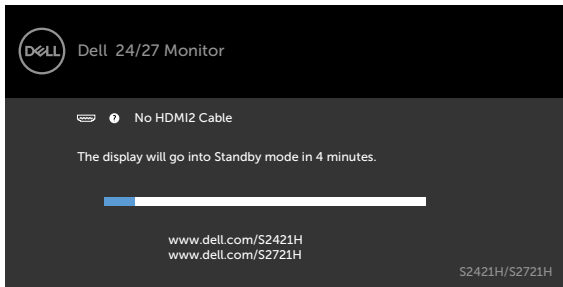 DELL
Dell 24/27 Monitor
? No HDMI2 Cable
The display will go into Standby mode in 4 minutes.
www.dell.com/S2421H
www.dell.com/S2721H
S2421H/S2721H